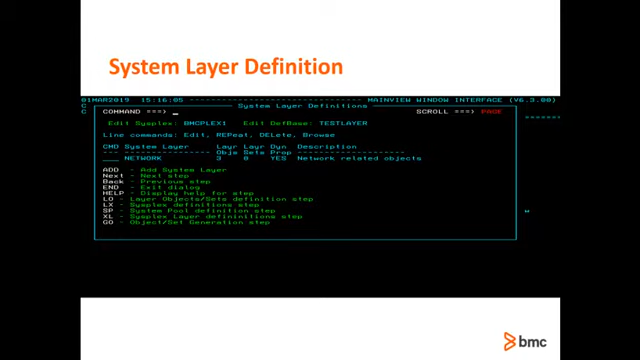 System Layer Definition
01MAR2019 15:16:05 MAINVIEW WINDOW INTERFACE (V6.3.00)
System Layer Definitions
COMMAND ===> _ SCROLL ===> PAGE
Edit Sysplex: BMCPLEX1 Edit DefBase: TESTLAYER
Line commands: Edit, REPeat, DELete, Browse
CMD System Layer Layr Layr Dyn Description
Objs Sets Prop
NETWORK 3 0 YES Network related objects
ADD - Add System Layer
Next - Next step
Back - Previous step
END - Exit dialog
HELP - Display help for step
LO - Layer Objects/Sets definition step
LX - Sysplex definitions step
SP - System Pool definition step
XL - Sysplex Layer defininitions step
GO - Object/Set Generation step
bmc